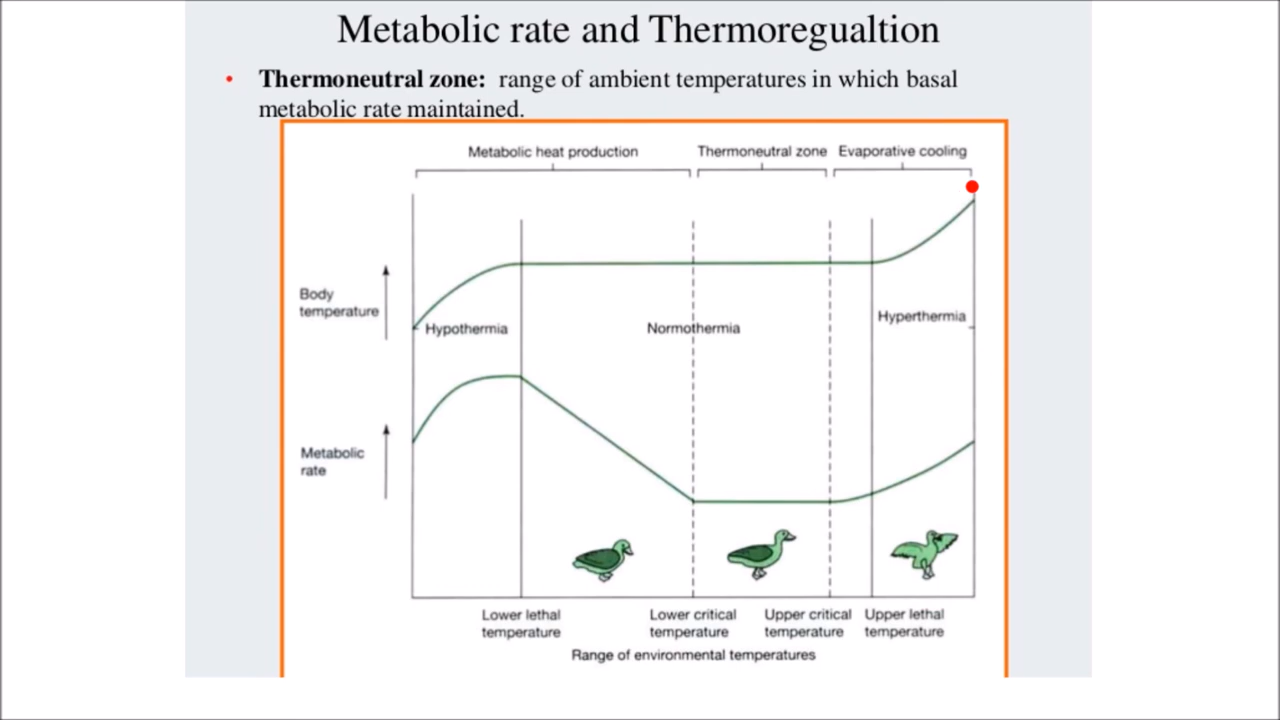 Metabolic rate and Thermoregualtion
• Thermoneutral zone: range of ambient temperatures in which basal
metabolic rate maintained.
Metabolic heat production Thermoneutral zone Evaporative cooling
Body
temperature
Hypothermia Normothermia Hyperthermia
Metabolic
rate
Lower lethal
temperature
Lower critical
temperature
Upper critical
temperature
Upper lethal
temperature
Range of environmental temperatures